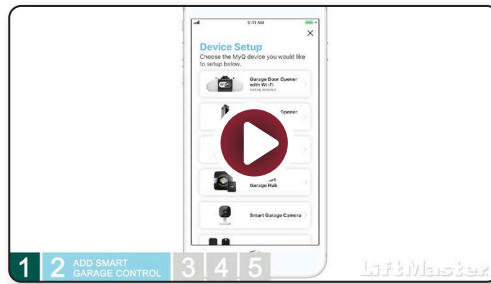 9:41 AM
Device Setup
Choose the MyQ device you would like
to setup below.
Garage Door Opener
with Wi-Fi
Opener
Garage Hub
Smart Garage Camera
1 2 ADD SMART
GARAGE CONTROL 3 4 5
LiftMaster